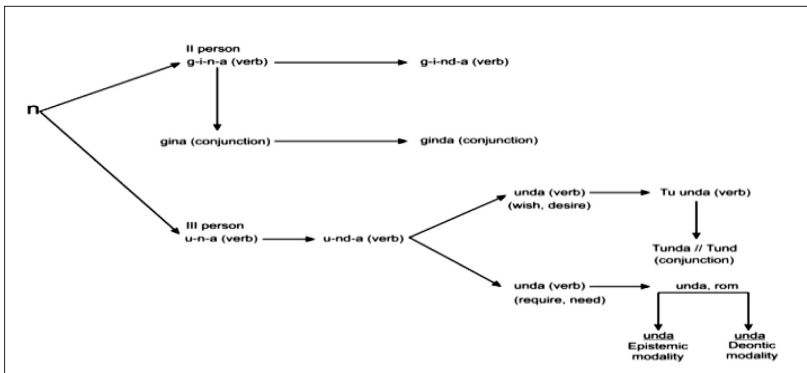 II person
g-i-n-a (verb)
g-i-nd-a (verb)
n
gina (conjunction)
ginda (conjunction)
unda (verb)
(wish, desire)
Tu unda (verb)
III person
u-n-a (verb)
u-nd-a (verb)
Tunda // Tund
(conjunction)
unda (verb)
(require, need)
unda, rom
unda
Epistemic
modality
unda
Deontic
modality